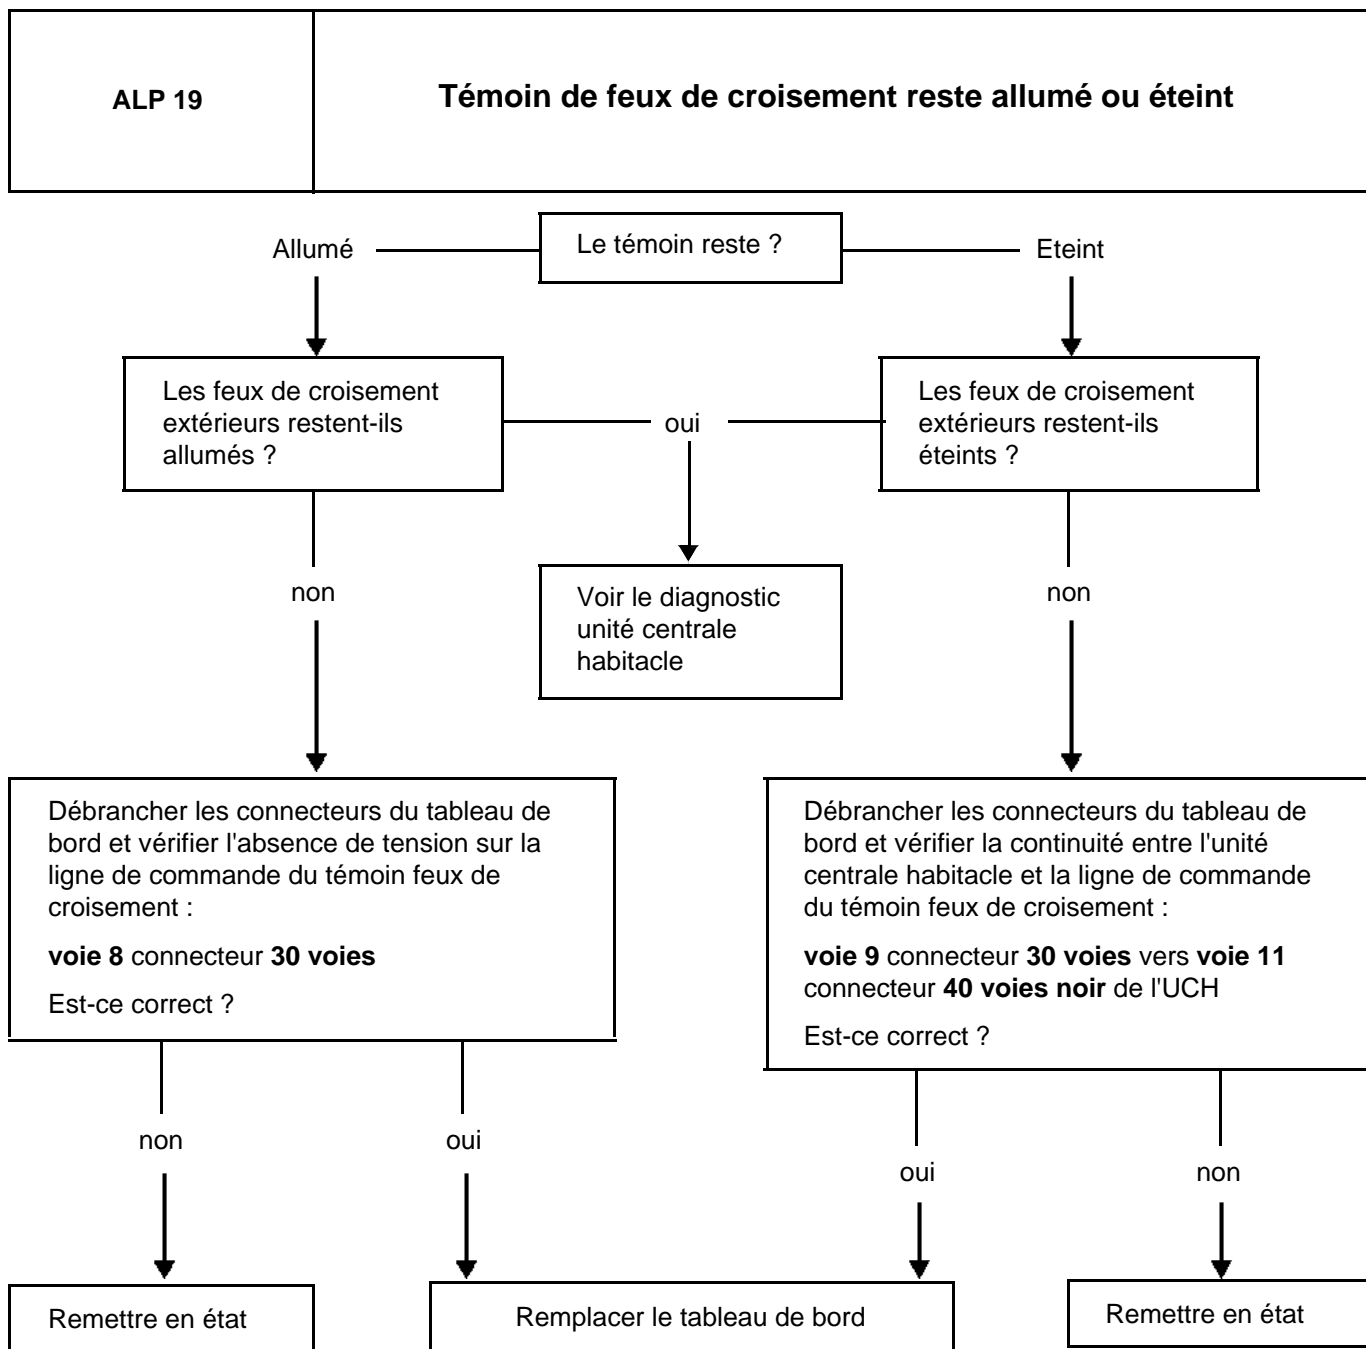 ALP 19
Témoin de feux de croisement reste allumé ou éteint
Allumé
Le témoin reste ?
Eteint
Les feux de croisement
extérieurs restent-ils
allumés ?
oui
Les feux de croisement
extérieurs restent-ils
éteints ?
non
Voir le diagnostic
unité centrale
habitacle
non
Débrancher les connecteurs du tableau de
bord et vérifier l'absence de tension sur la
ligne de commande du témoin feux de
croisement :
voie 8 connecteur 30 voies
Est-ce correct ?
Débrancher les connecteurs du tableau de
bord et vérifier la continuité entre l'unité
centrale habitacle et la ligne de commande
du témoin feux de croisement :
voie 9 connecteur 30 voies vers voie 11
connecteur 40 voies noir de l'UCH
Est-ce correct ?
non
oui
oui
non
Remettre en état
Remplacer le tableau de bord
Remettre en état